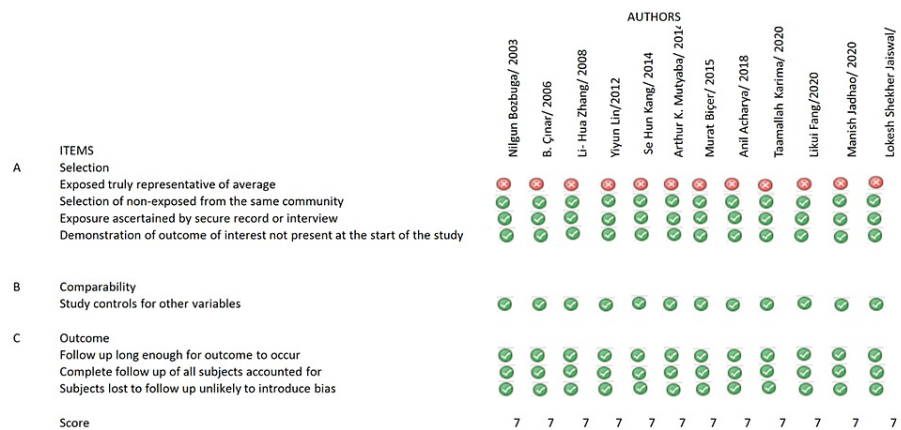 AUTHORS
Nilgun Bozbuga/ 2003
B. Çınar/ 2006
Li- Hua Zhang/ 2008
Yiyun Lin/2012
Se Hun Kang/ 2014
Arthur K. Mutyaba/ 2014
Murat Biçer/ 2015
Anil Acharya/ 2018
Taamallah Karima/ 2020
Likui Fang/2020
Manish Jadhao/ 2020
Lokesh Shekher Jaiswal/
ITEMS
A Selection
Exposed truly representative of average
Selection of non-exposed from the same community
Exposure ascertained by secure record or interview
Demonstration of outcome of interest not present at the start of the study
B Comparability
Study controls for other variables
C Outcome
Follow up long enough for outcome to occur
Complete follow up of all subjects accounted for
Subjects lost to follow up unlikely to introduce bias
Score 7 7 7 7 7 7 7 7 7 7 7 7